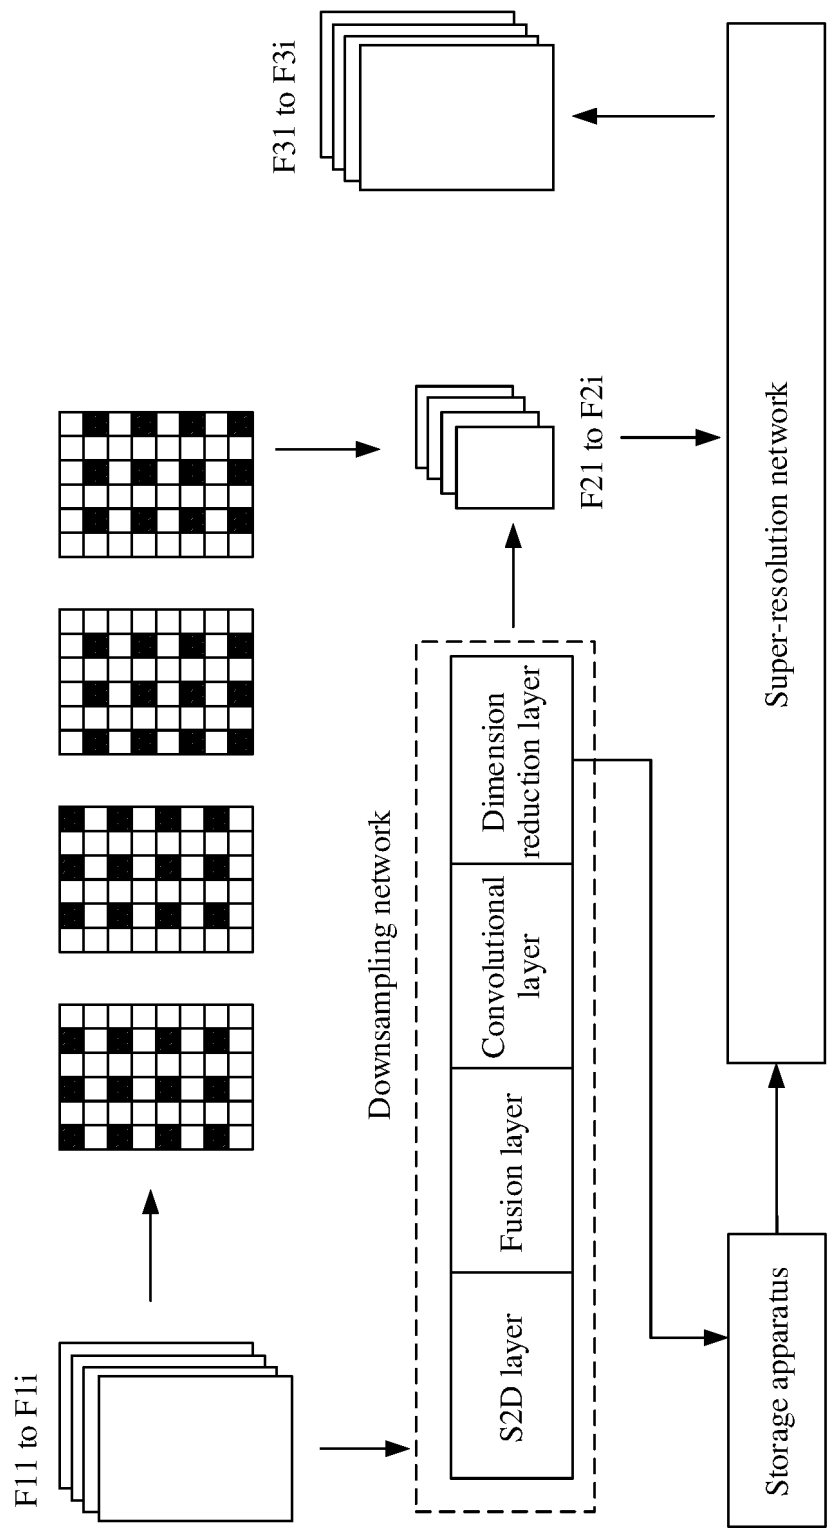 F11 to F1i
F31 to F3i
Downsampling network
S2D layer
Fusion layer
Convolutional
layer
Dimension
reduction layer
F21 to F2i
Storage apparatus
Super-resolution network